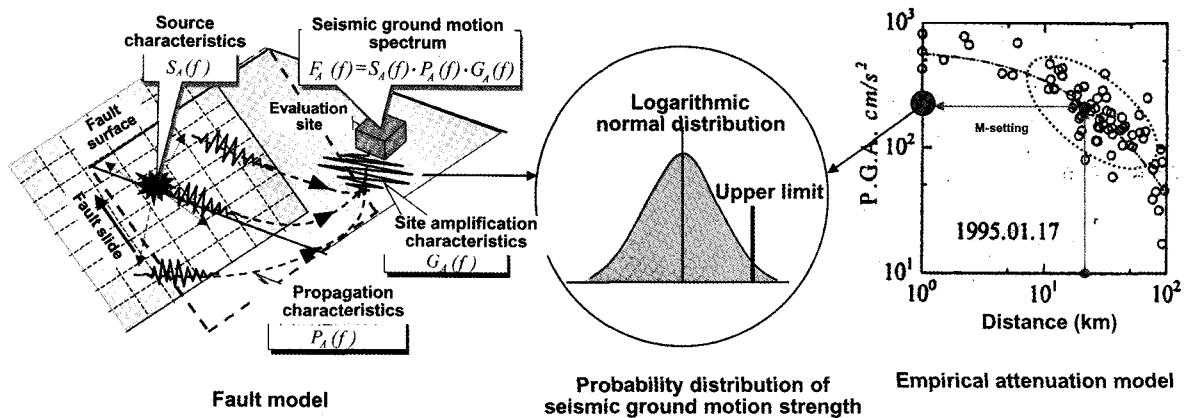 Source
characteristics
S_A(f)
Seismic ground motion
spectrum
F_A(f)=S_A(f)·P_A(f)·G_A(f)
Evaluation
site
Fault
surface
Fault slide
Site amplification
characteristics
G_A(f)
Propagation
characteristics
P_A(f)
Fault model
Logarithmic
normal distribution
Upper limit
Probability distribution of
seismic ground motion strength
P.G.A. cm/s²
10³
10²
10¹
M-setting
r
1995.01.17
10⁰ 10¹ 10²
Distance (km)
Empirical attenuation model